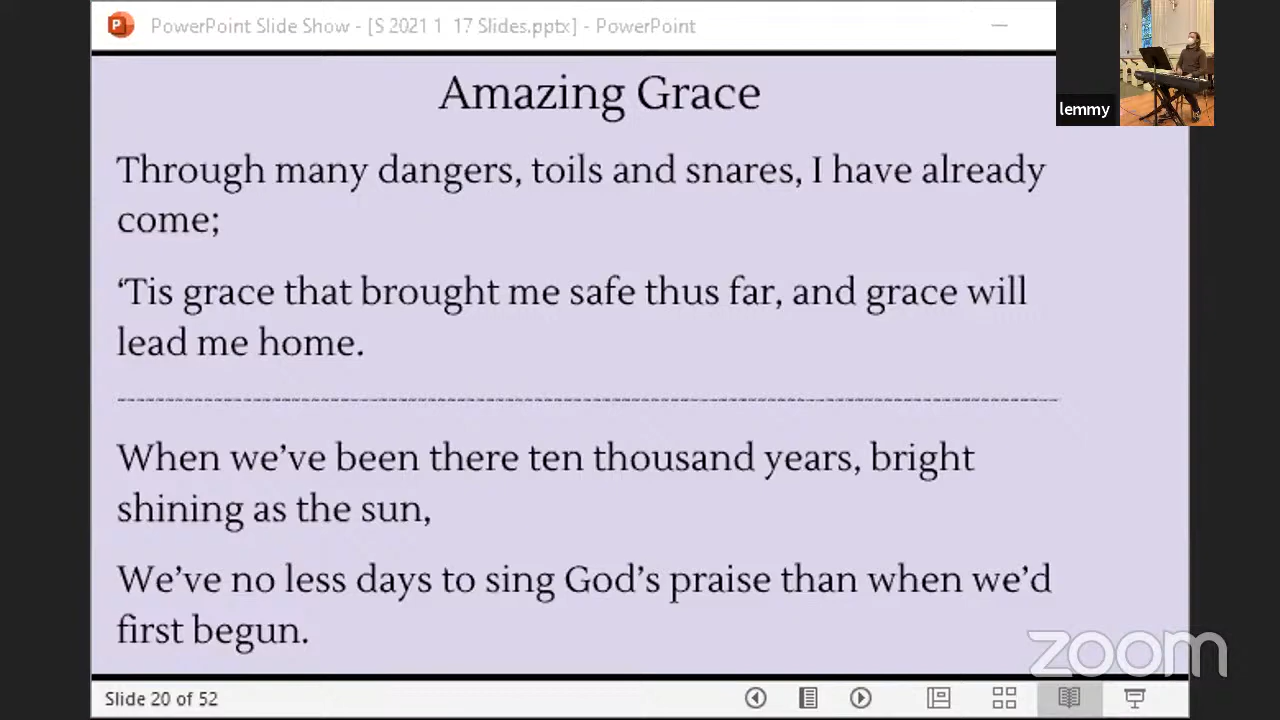 PowerPoint Slide Show - [S 2021 1 17 Slides.pptx] - PowerPoint
lemmy
Amazing Grace
Through many dangers, toils and snares, I have already
come;
‘Tis grace that brought me safe thus far, and grace will
lead me home.
When we’ve been there ten thousand years, bright
shining as the sun,
We’ve no less days to sing God’s praise than when we’d
first begun.
zoom
Slide 20 of 52